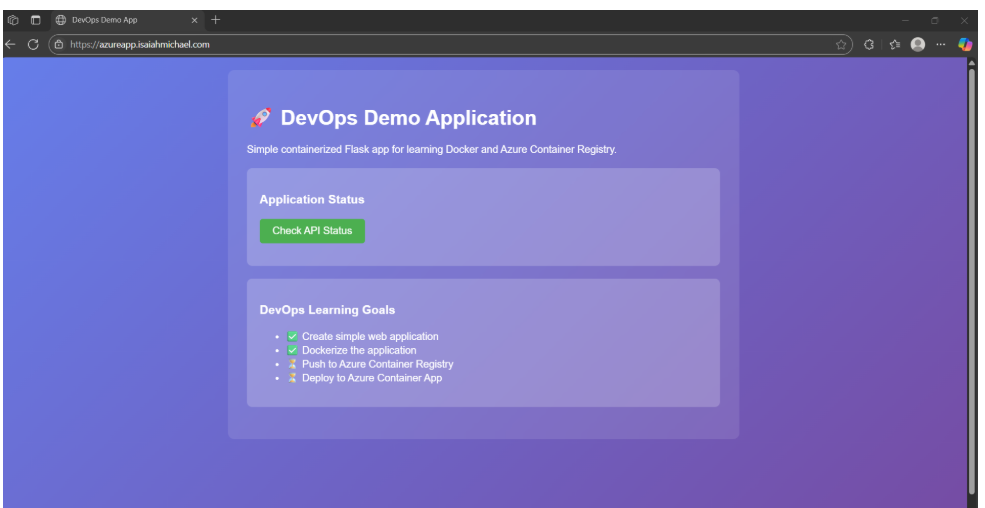 DevOps Demo App
https://azureapp.isaiahmichael.com
🚀 DevOps Demo Application
Simple containerized Flask app for learning Docker and Azure Container Registry.
Application Status
Check API Status
DevOps Learning Goals
• ✅ Create simple web application
• ✅ Dockerize the application
• ⏳ Push to Azure Container Registry
• ⏳ Deploy to Azure Container App